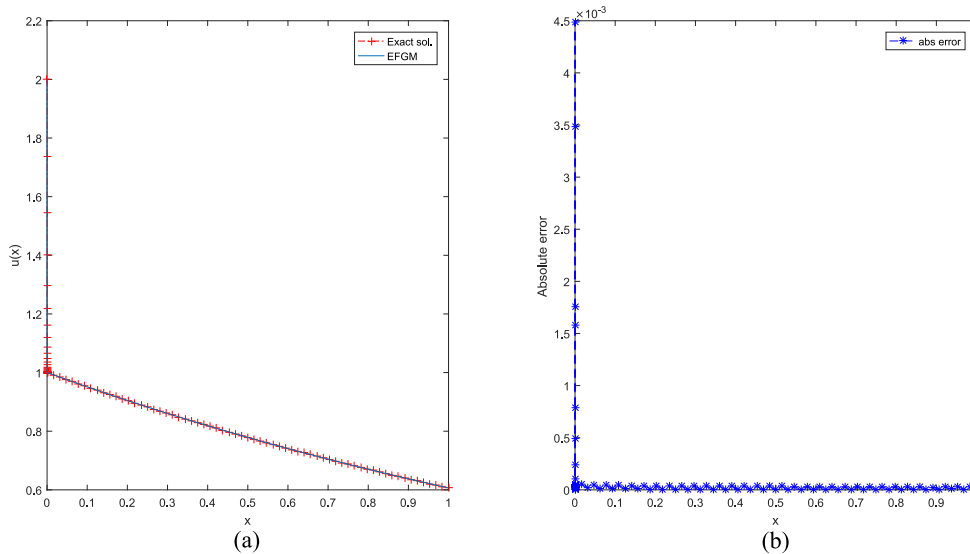 2.2
2
1.8
1.6
1.4
1.2
1
0.8
0.6
u(x)
0 0.1 0.2 0.3 0.4 0.5 0.6 0.7 0.8 0.9 1
x
Exact sol.
EFGM
(a)
×10⁻³
4.5
4
3.5
3
2.5
2
1.5
1
0.5
0
Absolute error
0 0.1 0.2 0.3 0.4 0.5 0.6 0.7 0.8 0.9
x
abs error
(b)